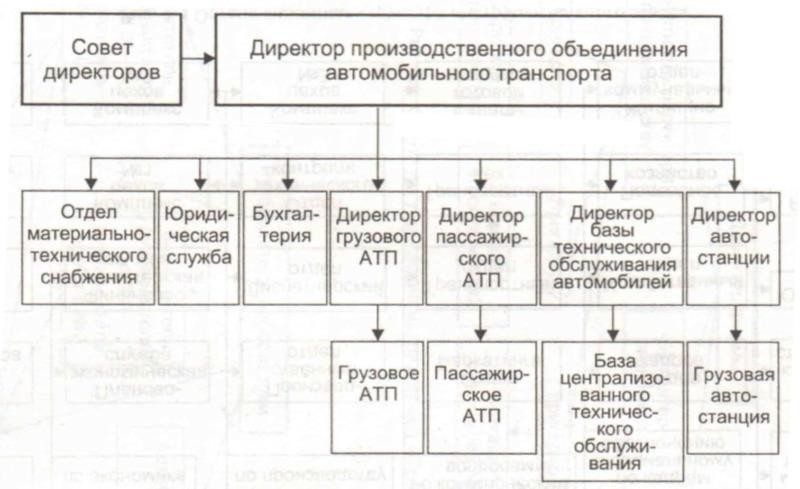 Совет
директоров
Директор производственного объединения
автомобильного транспорта
Отдел
материально-
технического
снабжения
Юриди-
ческая
служба
Бухгал-
терия
Директор
грузового
АТП
Директор
пассажир-
ского
АТП
Директор
базы
технического
обслуживания
автомобилей
Директор
авто-
станции
Грузовое
АТП
Пассажир-
ское
АТП
База
централизо-
ванного
техничес-
кого
обслужи-
вания
Грузовая
авто-
станция